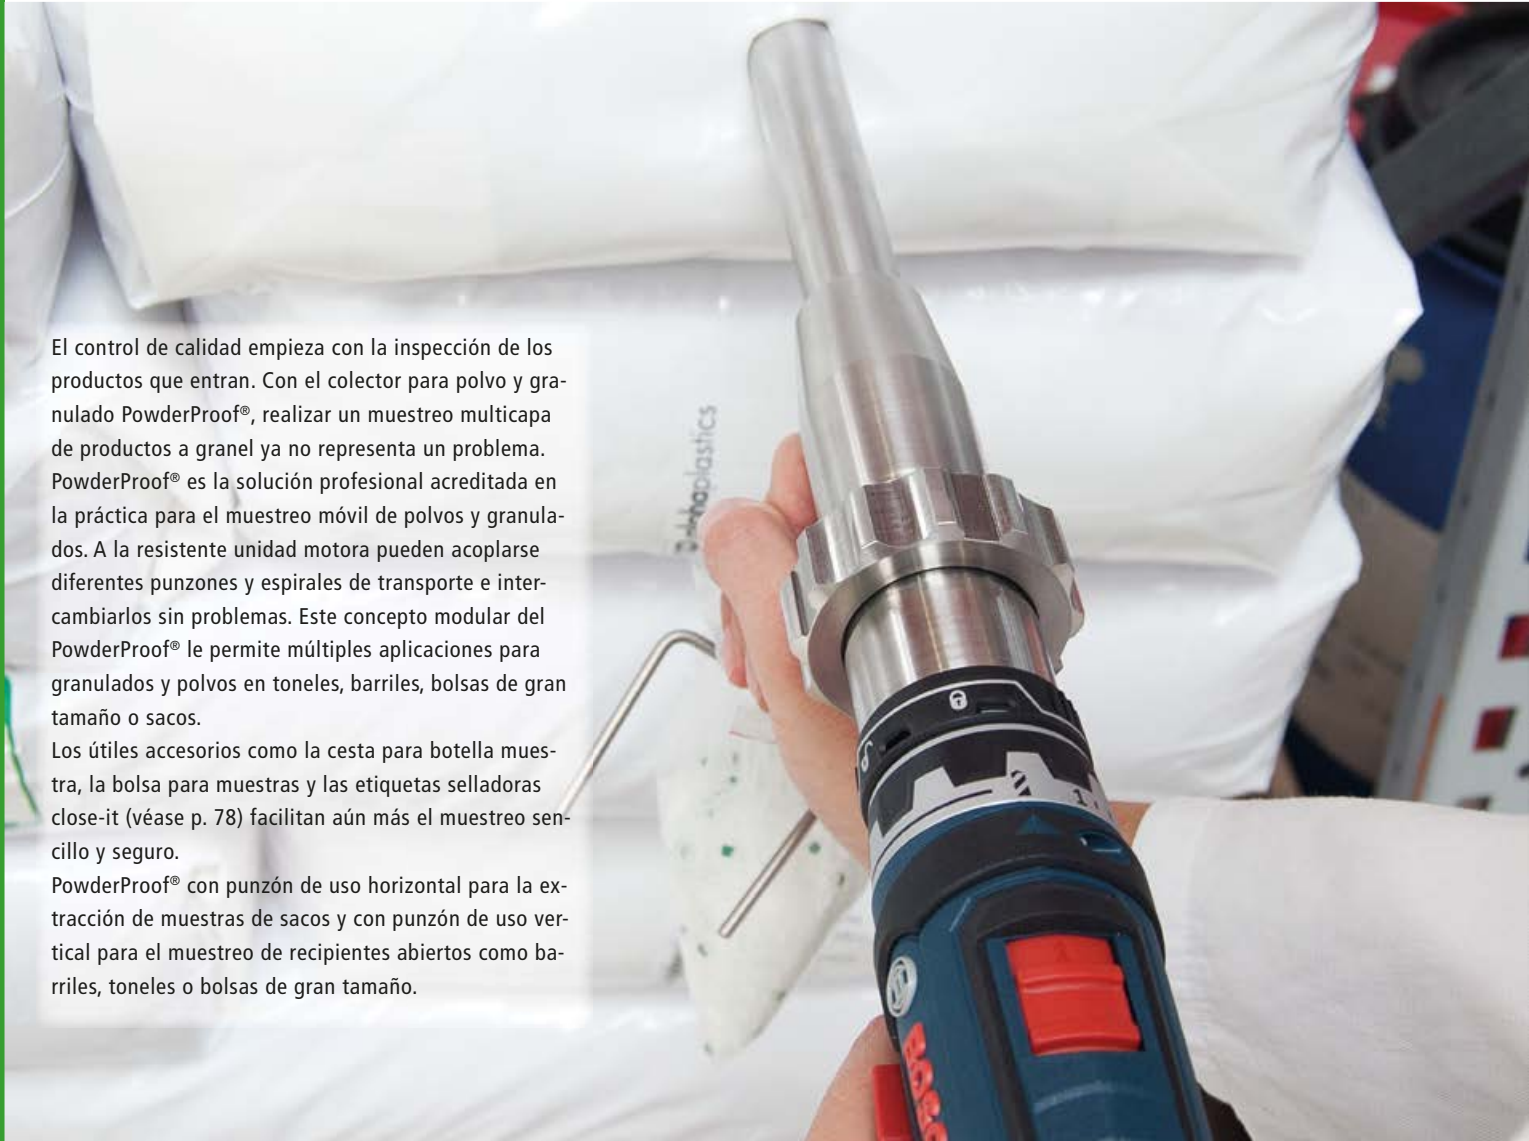 El control de calidad empieza con la inspección de los
productos que entran. Con el colector para polvo y gra-
nulado PowderProof®, realizar un muestreo multicapa
de productos a granel ya no representa un problema.
PowderProof® es la solución profesional acreditada en
la práctica para el muestreo móvil de polvos y granula-
dos. A la resistente unidad motora pueden acoplarse
diferentes punzones y espirales de transporte e inter-
cambiarlos sin problemas. Este concepto modular del
PowderProof® le permite múltiples aplicaciones para
granulados y polvos en toneles, barriles, bolsas de gran
tamaño o sacos.
Los útiles accesorios como la cesta para botella mues-
tra, la bolsa para muestras y las etiquetas selladoras
close-it (véase p. 78) facilitan aún más el muestreo sen-
cillo y seguro.
PowderProof® con punzón de uso horizontal para la ex-
tracción de muestras de sacos y con punzón de uso ver-
tical para el muestreo de recipientes abiertos como ba-
rriles, toneles o bolsas de gran tamaño.
1